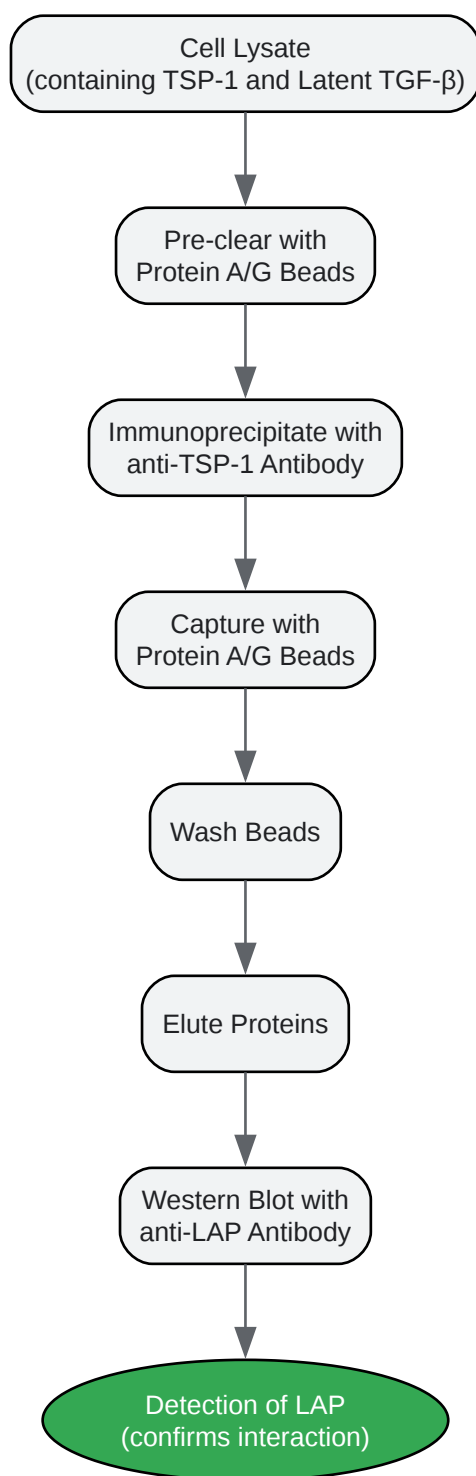 Cell Lysate
(containing TSP-1 and Latent TGF-β)
Pre-clear with
Protein A/G Beads
Immunoprecipitate with
anti-TSP-1 Antibody
Capture with
Protein A/G Beads
Wash Beads
Elute Proteins
Western Blot with
anti-LAP Antibody
Detection of LAP
(confirms interaction)